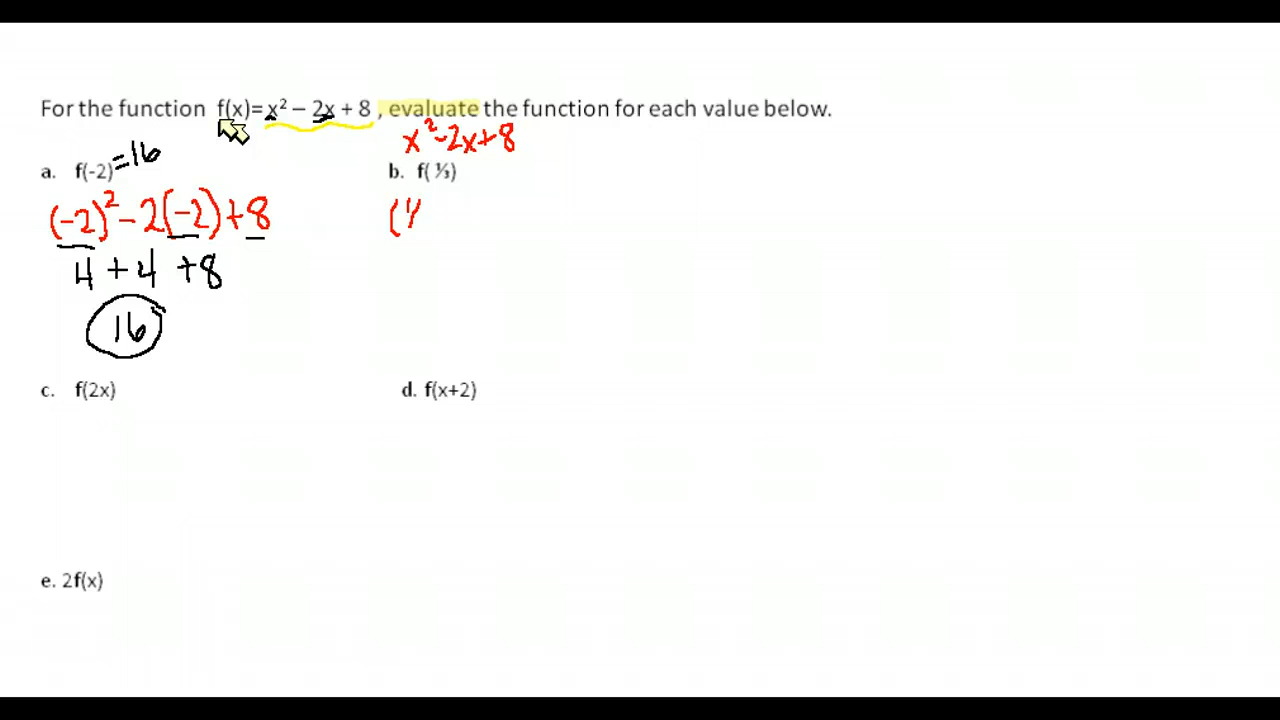 For the function f(x)= x² − 2x + 8 , evaluate the function for each value below.
x²-2x+8
a. f(-2) =16
b. f( ⅓)
(-2)² - 2(-2) + 8
(1/
4 + 4 + 8
16
c. f(2x)
d. f(x+2)
e. 2f(x)